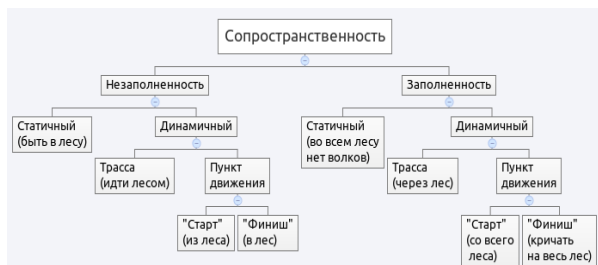 Сопространственность
Незаполненность
Заполненность
Статичный
(быть в лесу)
Динамичный
Статичный
(во всем лесу
нет волков)
Динамичный
Трасса
(идти лесом)
Пункт
движения
Трасса
(через лес)
Пункт
движения
"Старт"
(из леса)
"Финиш"
(в лес)
"Старт"
(со всего
леса)
"Финиш"
(кричать
на весь лес)